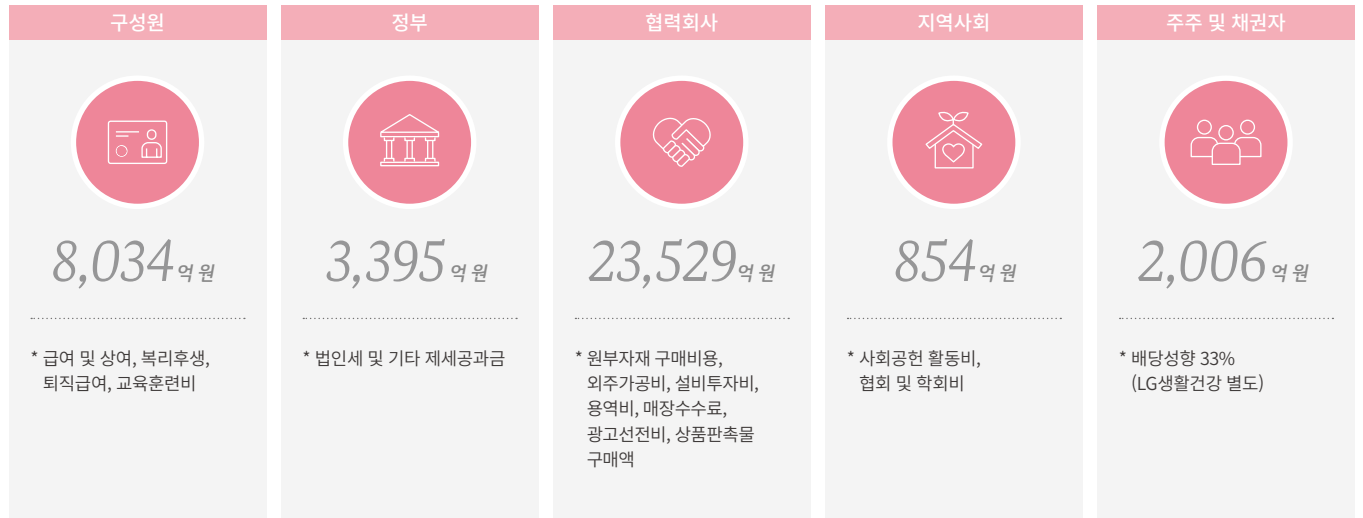 구성원
8,034억 원
* 급여 및 상여, 복리후생,
퇴직급여, 교육훈련비
정부
3,395억 원
* 법인세 및 기타 제세공과금
협력회사
23,529억 원
* 원부자재 구매비용,
외주가공비, 설비투자비,
용역비, 매장수수료,
광고선전비, 상품판촉물
구매액
지역사회
854억 원
* 사회공헌 활동비,
협회 및 학회비
주주 및 채권자
2,006억 원
* 배당성향 33%
(LG생활건강 별도)